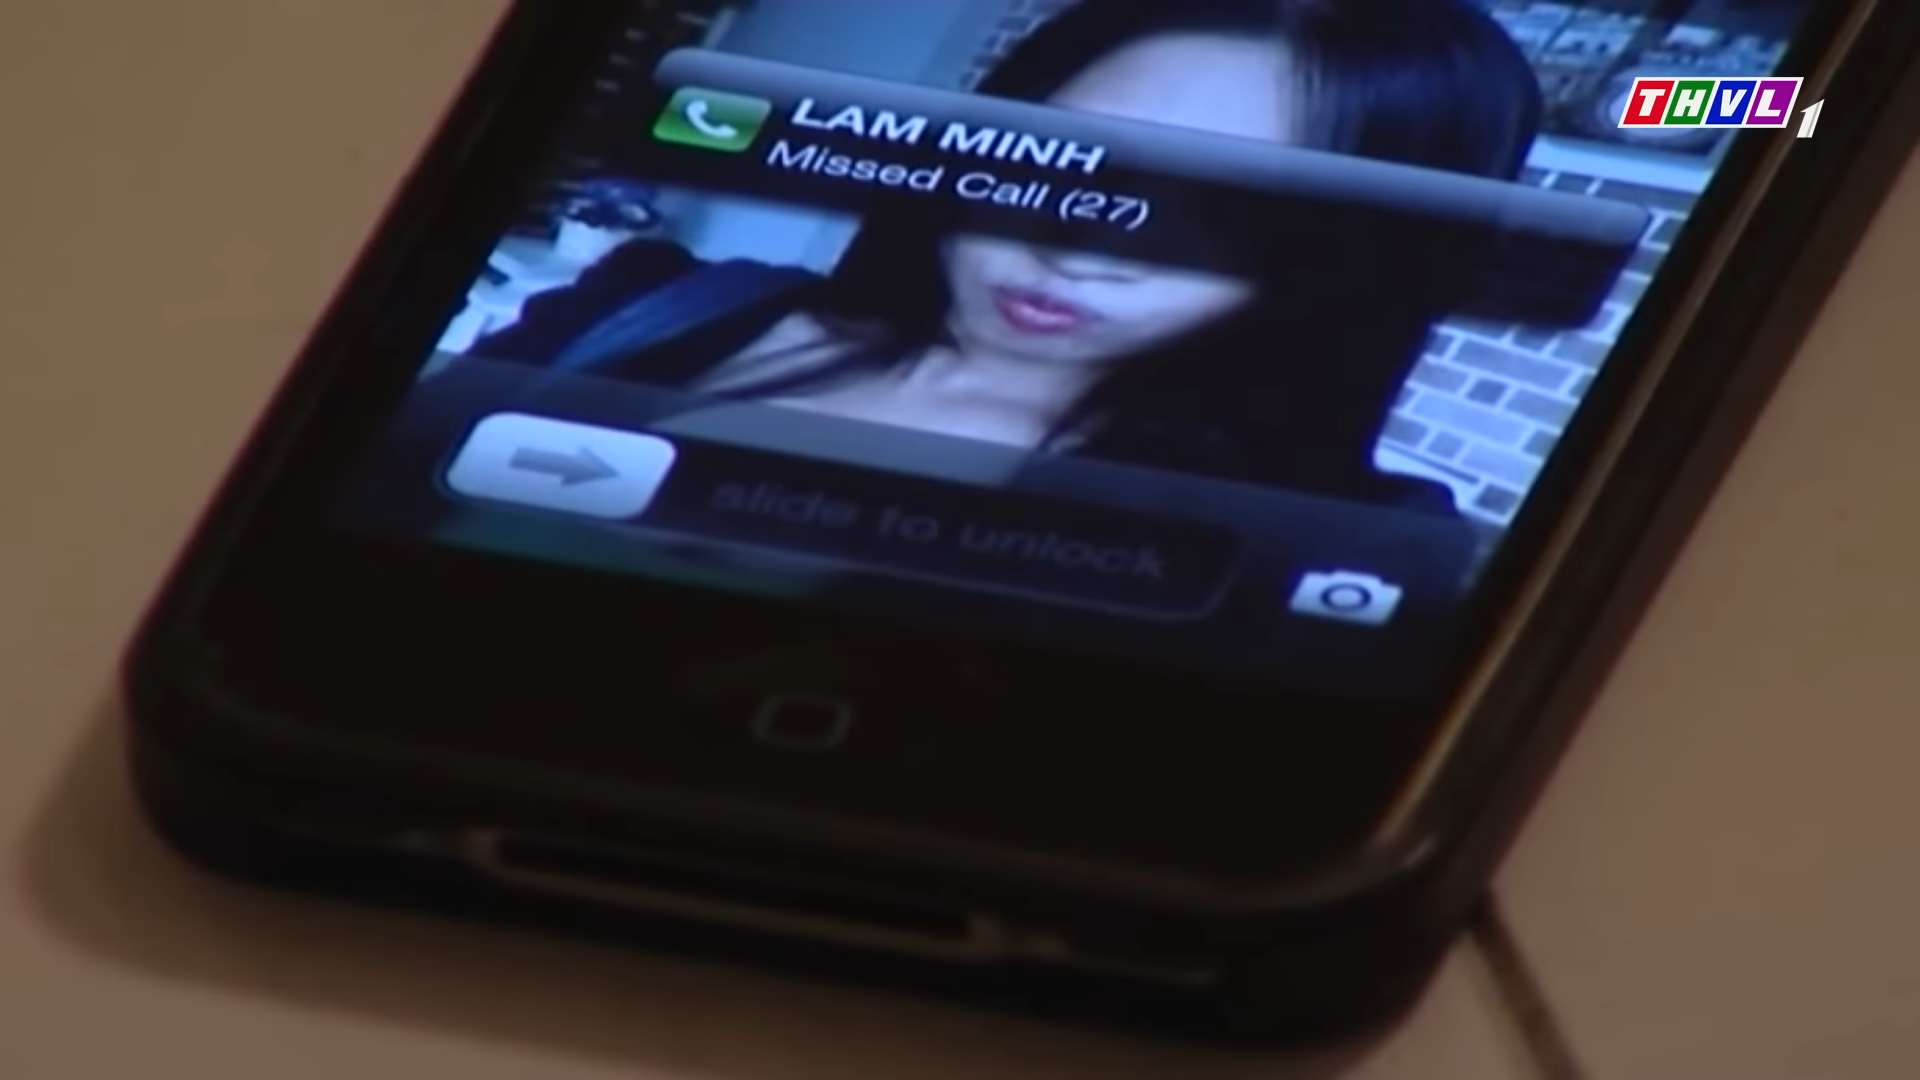 THVL1
LAM MINH
Missed Call (27)
slide to unlock